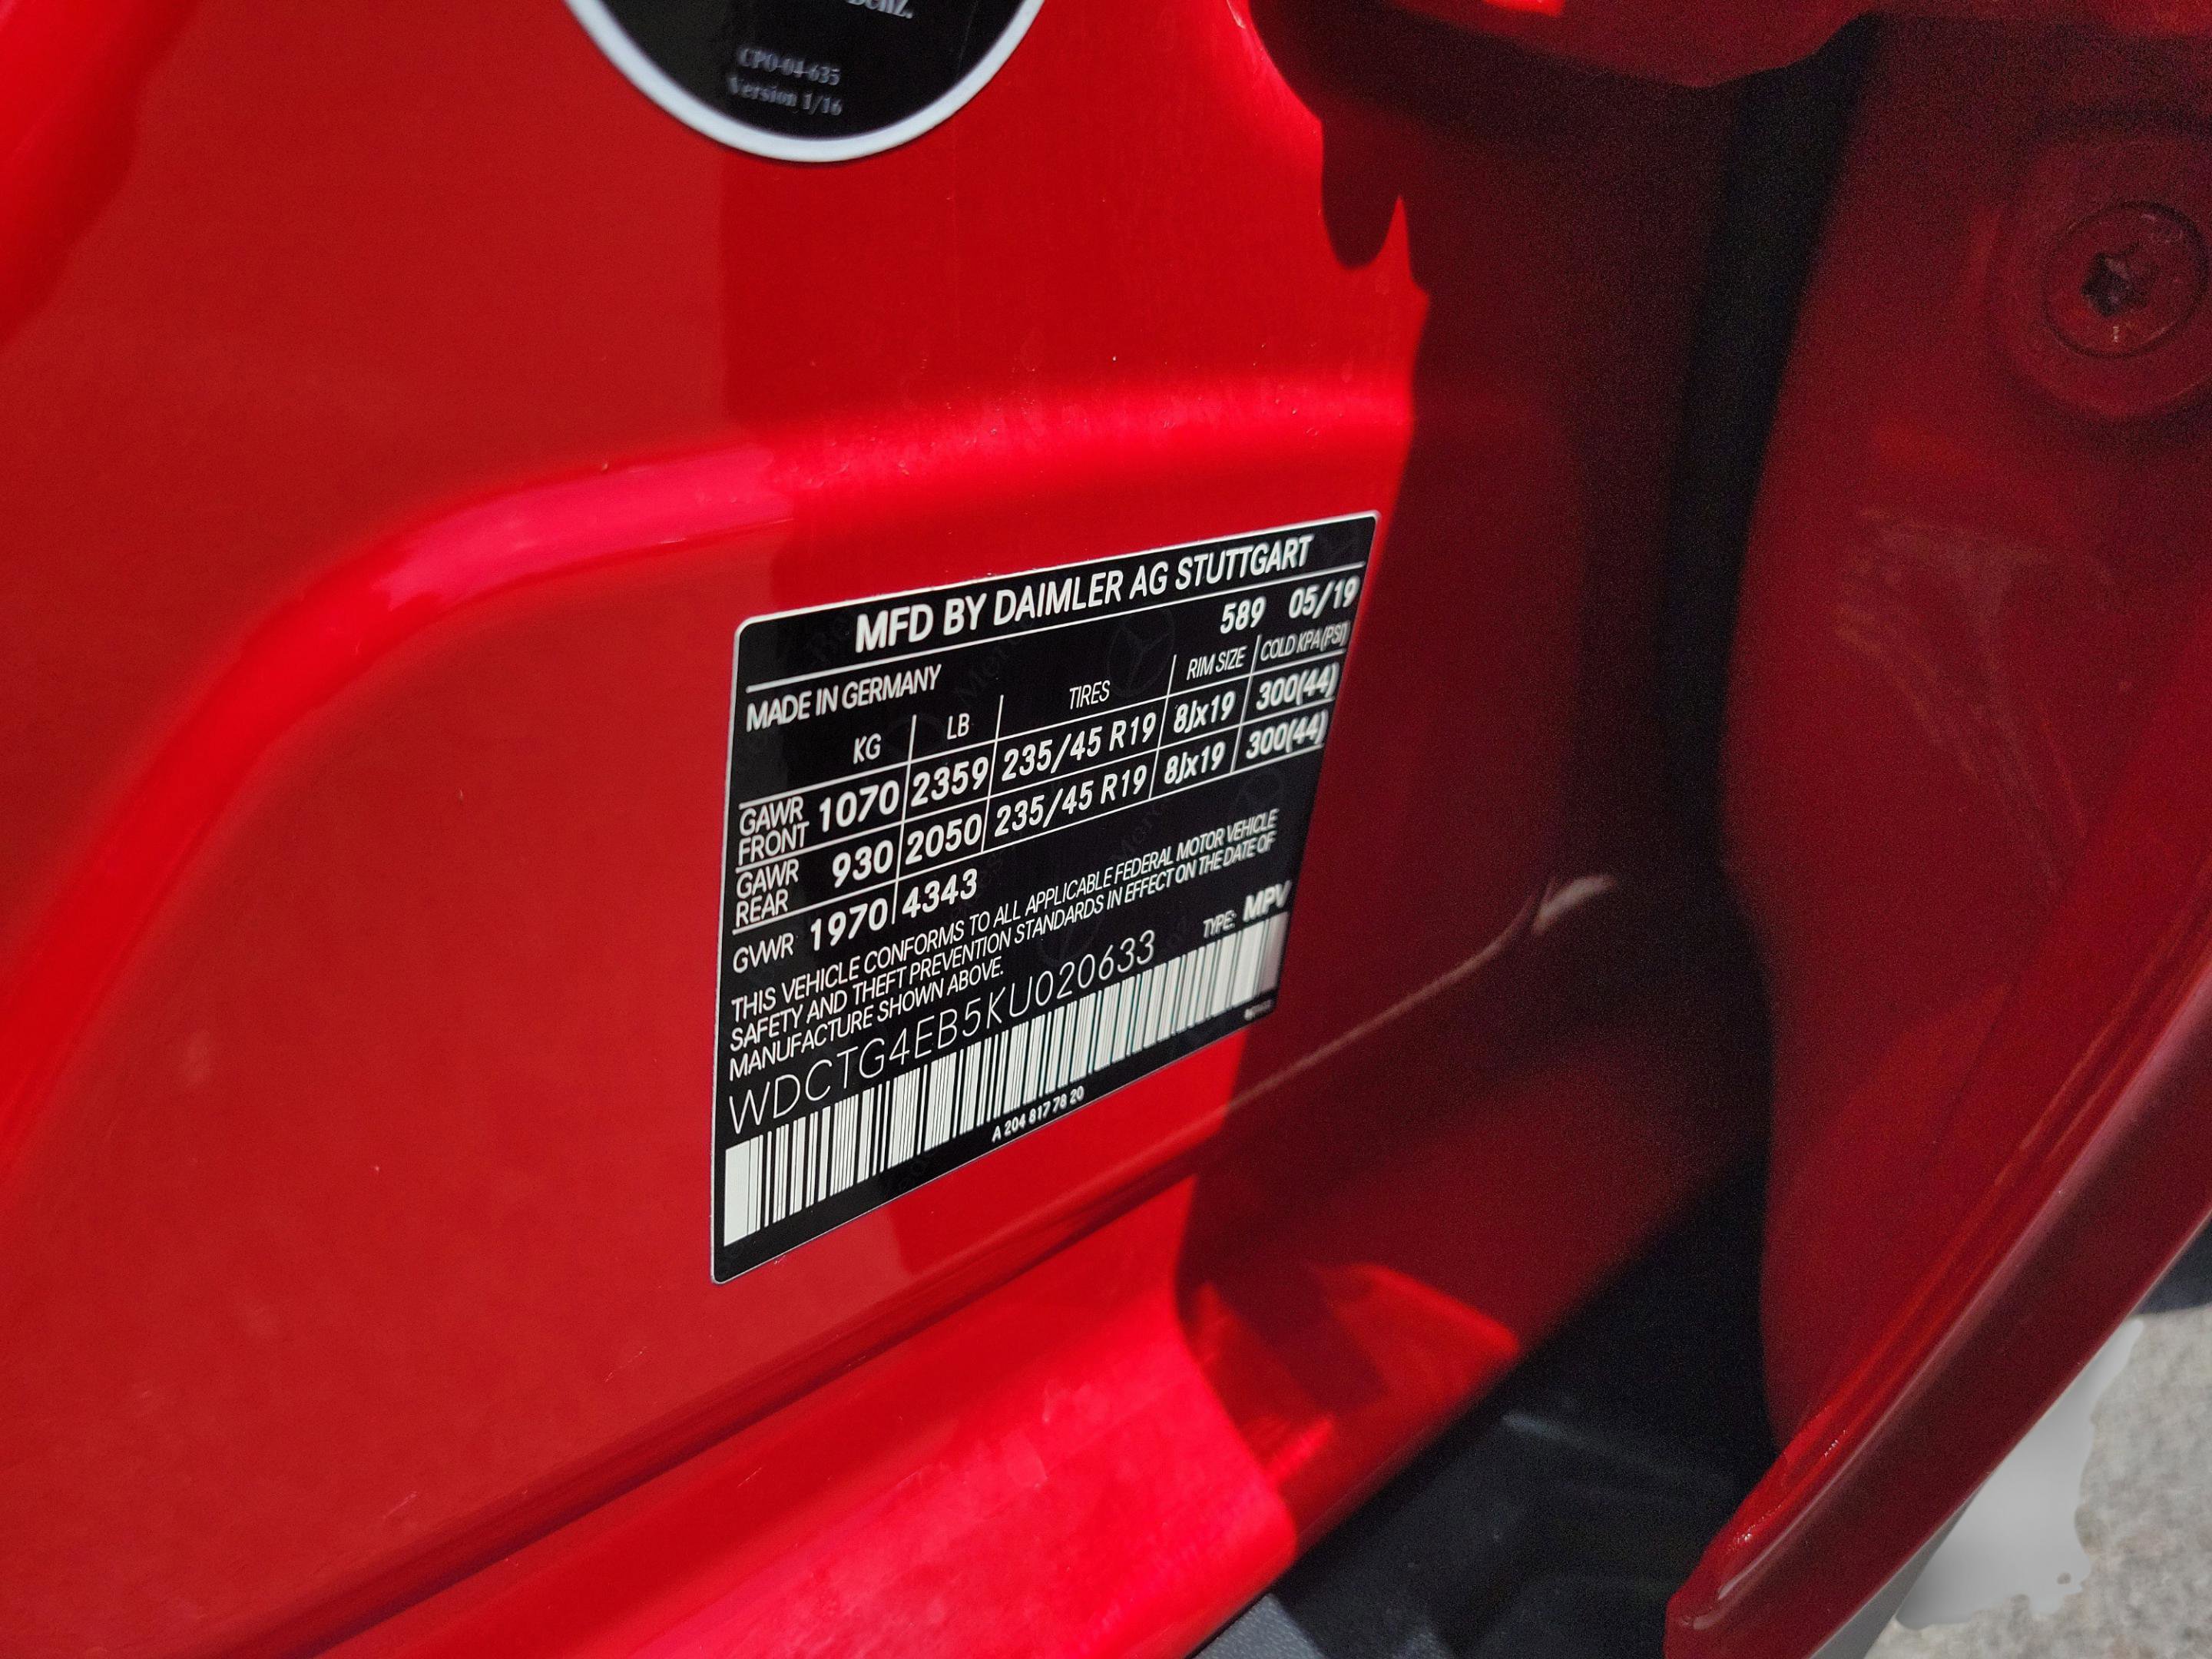 Benz.
CPO-04-635
Version 1/16
MFD BY DAIMLER AG STUTTGART
MADE IN GERMANY 589 05/19
KG LB TIRES RIM SIZE COLD KPA(PSI)
GAWR FRONT 1070 2359 235/45 R19 8Jx19 300(44)
GAWR REAR 930 2050 235/45 R19 8Jx19 300(44)
GVWR 1970 4343
THIS VEHICLE CONFORMS TO ALL APPLICABLE FEDERAL MOTOR VEHICLE
SAFETY AND THEFT PREVENTION STANDARDS IN EFFECT ON THE DATE OF
MANUFACTURE SHOWN ABOVE.
WDCTG4EB5KU020633 TYPE: MPV
A 204 817 78 20